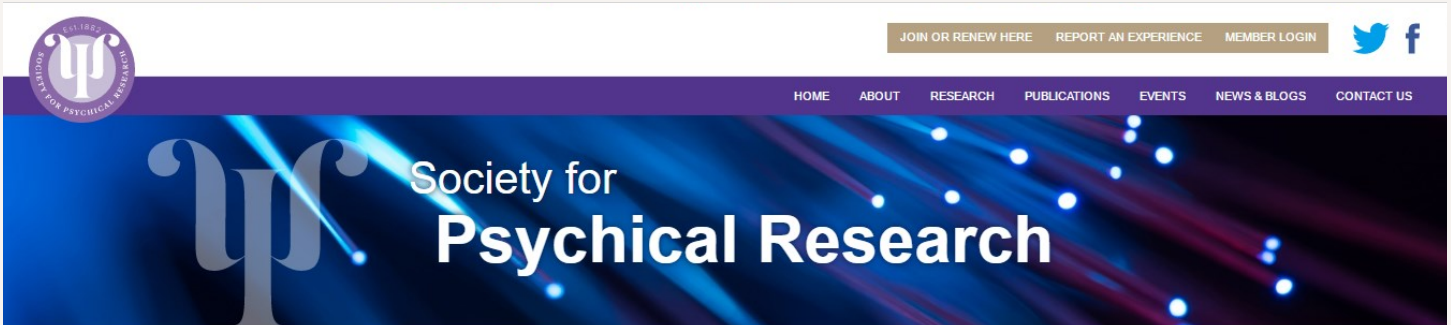 Est.1882
SOCIETY FOR PSYCHICAL RESEARCH
JOIN OR RENEW HERE REPORT AN EXPERIENCE MEMBER LOGIN
HOME ABOUT RESEARCH PUBLICATIONS EVENTS NEWS & BLOGS CONTACT US
Society for
Psychical Research